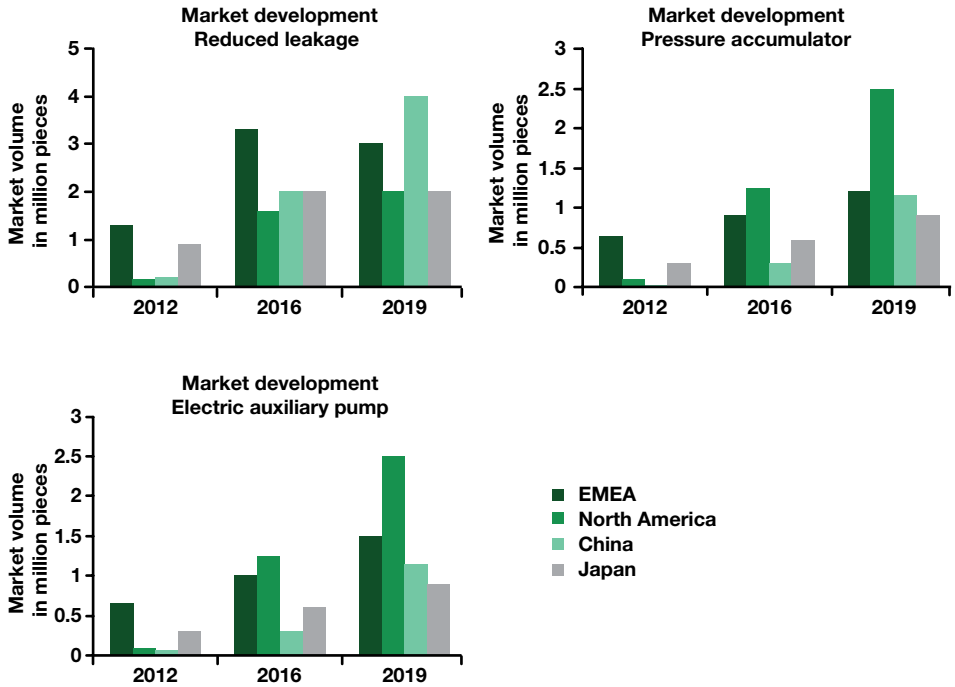 Market development
Reduced leakage
Market volume
in million pieces
5
4
3
2
1
0
2012 2016 2019
Market development
Pressure accumulator
Market volume
in million pieces
3
2.5
2
1.5
1
0.5
0
2012 2016 2019
Market development
Electric auxiliary pump
Market volume
in million pieces
3
2.5
2
1.5
1
0.5
0
2012 2016 2019
EMEA
North America
China
Japan